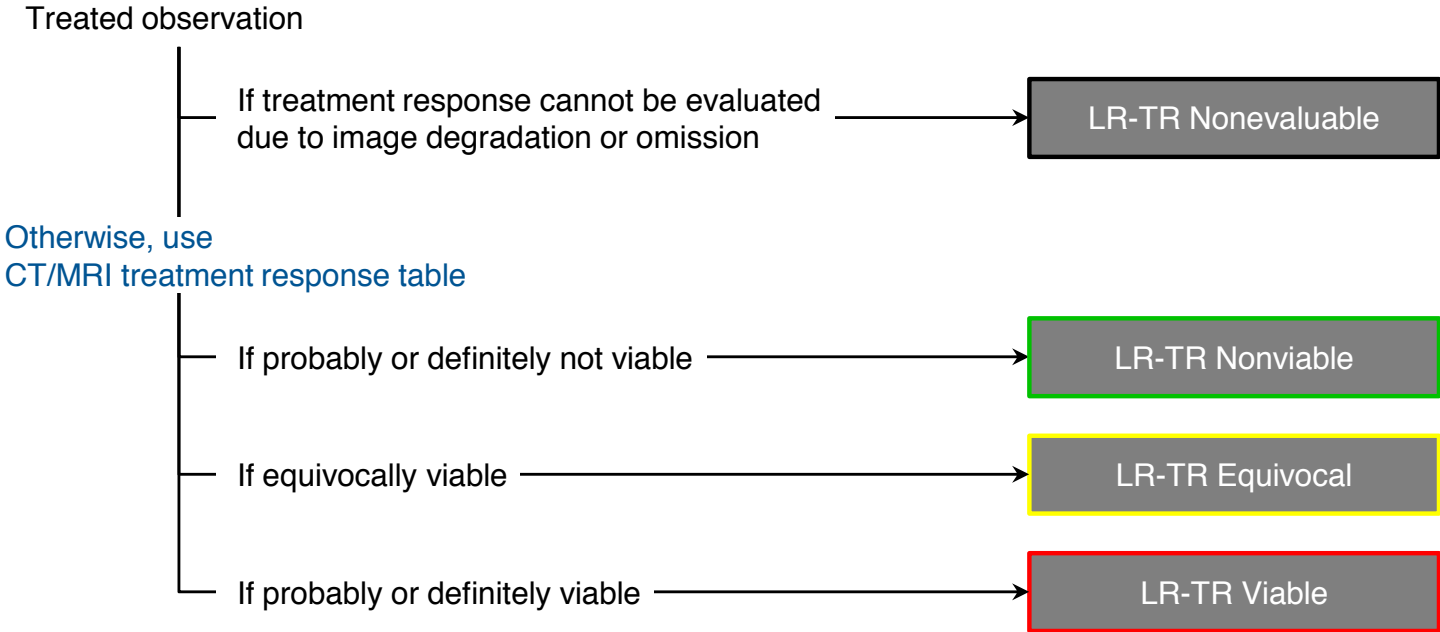 Treated observation
If treatment response cannot be evaluated
due to image degradation or omission
LR-TR Nonevaluable
Otherwise, use
CT/MRI treatment response table
If probably or definitely not viable
LR-TR Nonviable
If equivocally viable
LR-TR Equivocal
If probably or definitely viable
LR-TR Viable